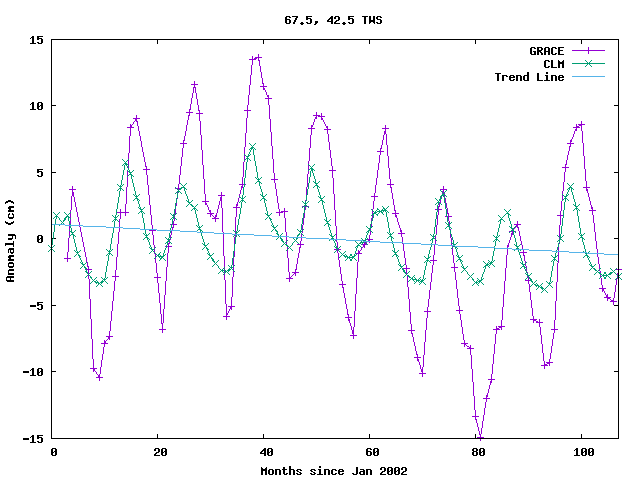 67.5, 42.5 TWS
GRACE
CLM
Trend Line
15
10
5
0
-5
-10
-15
Anomaly (cm)
0 20 40 60 80 100
Months since Jan 2002